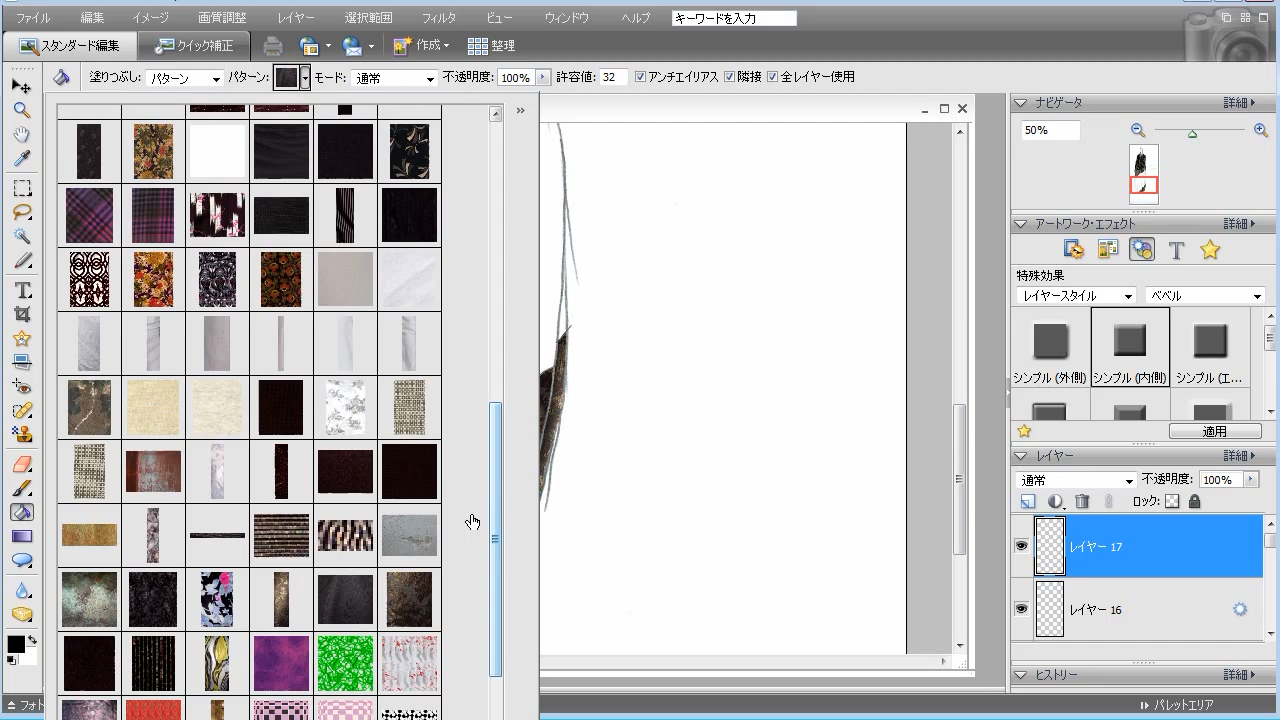 ファイル 編集 イメージ 画質調整 レイヤー 選択範囲 フィルタ ビュー ウィンドウ ヘルプ キーワードを入力
スタンダード編集 クイック補正 作成 整理
塗りつぶし: パターン パターン: モード: 通常 不透明度: 100% 許容値: 32 アンチエイリアス 隣接 全レイヤー使用
ナビゲータ 詳細
50%
アートワーク・エフェクト 詳細
特殊効果
レイヤースタイル ベベル
シンプル (外側) シンプル (内側) シンプル (エ...
適用
レイヤー 詳細
通常 不透明度: 100%
ロック:
レイヤー 17
レイヤー 16
ヒストリー 詳細
フォト パレットエリア